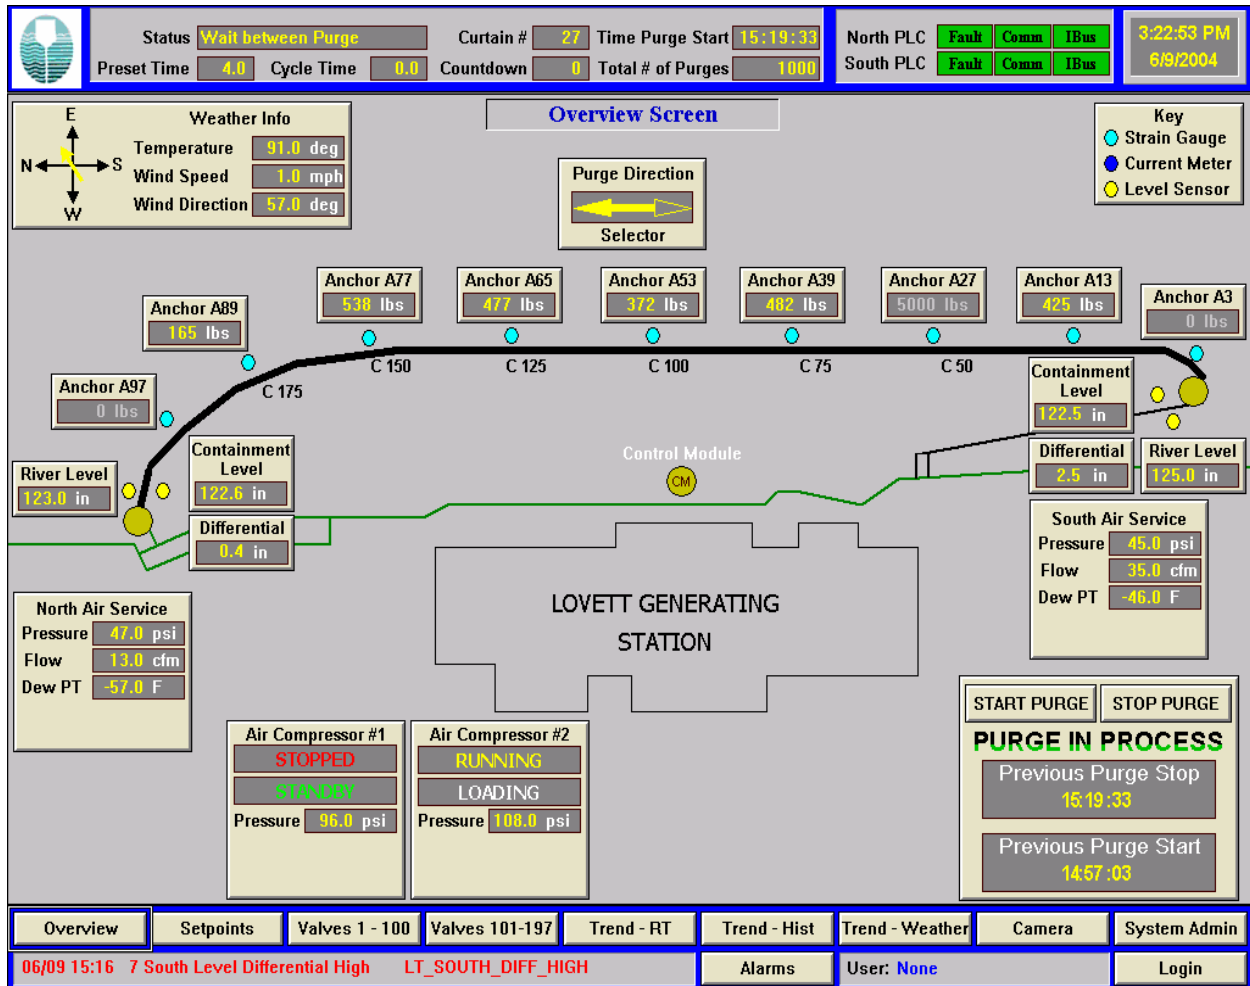 Status Wait between Purge Curtain # 27 Time Purge Start 15:19:33 North PLC Fault Comm IBus 3:22:53 PM
Preset Time 4.0 Cycle Time 0.0 Countdown 0 Total # of Purges 1000 South PLC Fault Comm IBus 6/9/2004
Overview Screen
E
N S
W
Weather Info
Temperature 91.0 deg
Wind Speed 1.0 mph
Wind Direction 57.0 deg
Purge Direction
Selector
Key
Strain Gauge
Current Meter
Level Sensor
Anchor A97
0 lbs
Anchor A89
165 lbs
Anchor A77
538 lbs
Anchor A65
477 lbs
Anchor A53
372 lbs
Anchor A39
482 lbs
Anchor A27
5000 lbs
Anchor A13
425 lbs
Anchor A3
0 lbs
C 175
C 150
C 125
C 100
C 75
C 50
River Level
123.0 in
Containment
Level
122.6 in
Differential
0.4 in
Control Module
CM
Containment
Level
122.5 in
Differential
2.5 in
River Level
125.0 in
North Air Service
Pressure 47.0 psi
Flow 13.0 cfm
Dew PT -57.0 F
LOVETT GENERATING
STATION
South Air Service
Pressure 45.0 psi
Flow 35.0 cfm
Dew PT -46.0 F
Air Compressor #1
STOPPED
STANDBY
Pressure 96.0 psi
Air Compressor #2
RUNNING
LOADING
Pressure 108.0 psi
START PURGE STOP PURGE
PURGE IN PROCESS
Previous Purge Stop
15:19:33
Previous Purge Start
14:57:03
Overview Setpoints Valves 1 - 100 Valves 101-197 Trend - RT Trend - Hist Trend - Weather Camera System Admin
06/09 15:16 7 South Level Differential High LT_SOUTH_DIFF_HIGH Alarms User: None Login